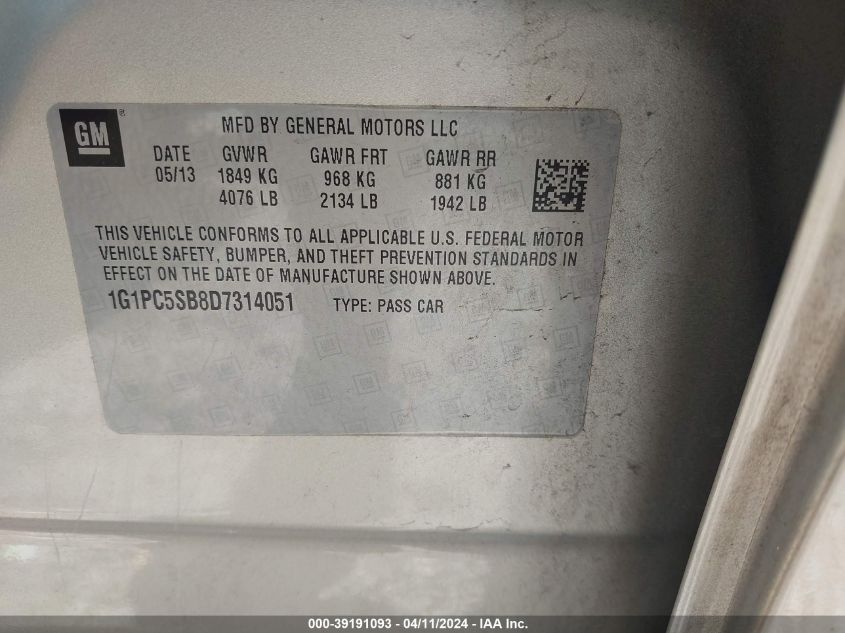 GM
MFD BY GENERAL MOTORS LLC
DATE GVWR GAWR FRT GAWR RR
05/13 1849 KG 968 KG 881 KG
4076 LB 2134 LB 1942 LB
THIS VEHICLE CONFORMS TO ALL APPLICABLE U.S. FEDERAL MOTOR
VEHICLE SAFETY, BUMPER, AND THEFT PREVENTION STANDARDS IN
EFFECT ON THE DATE OF MANUFACTURE SHOWN ABOVE.
1G1PC5SB8D7314051 TYPE: PASS CAR
000-39191093 - 04/11/2024 - IAA Inc.